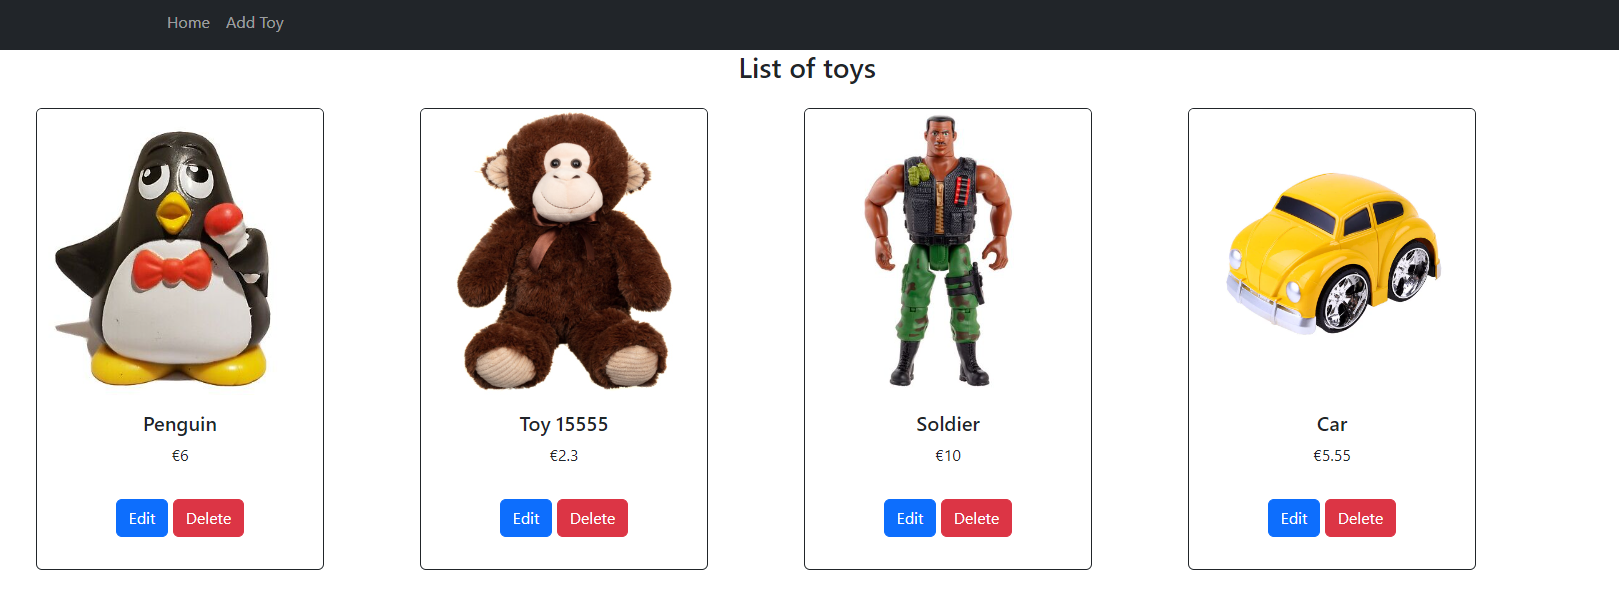 Home Add Toy
List of toys
Penguin
€6
Edit Delete
Toy 15555
€2.3
Edit Delete
Soldier
€10
Edit Delete
Car
€5.55
Edit Delete